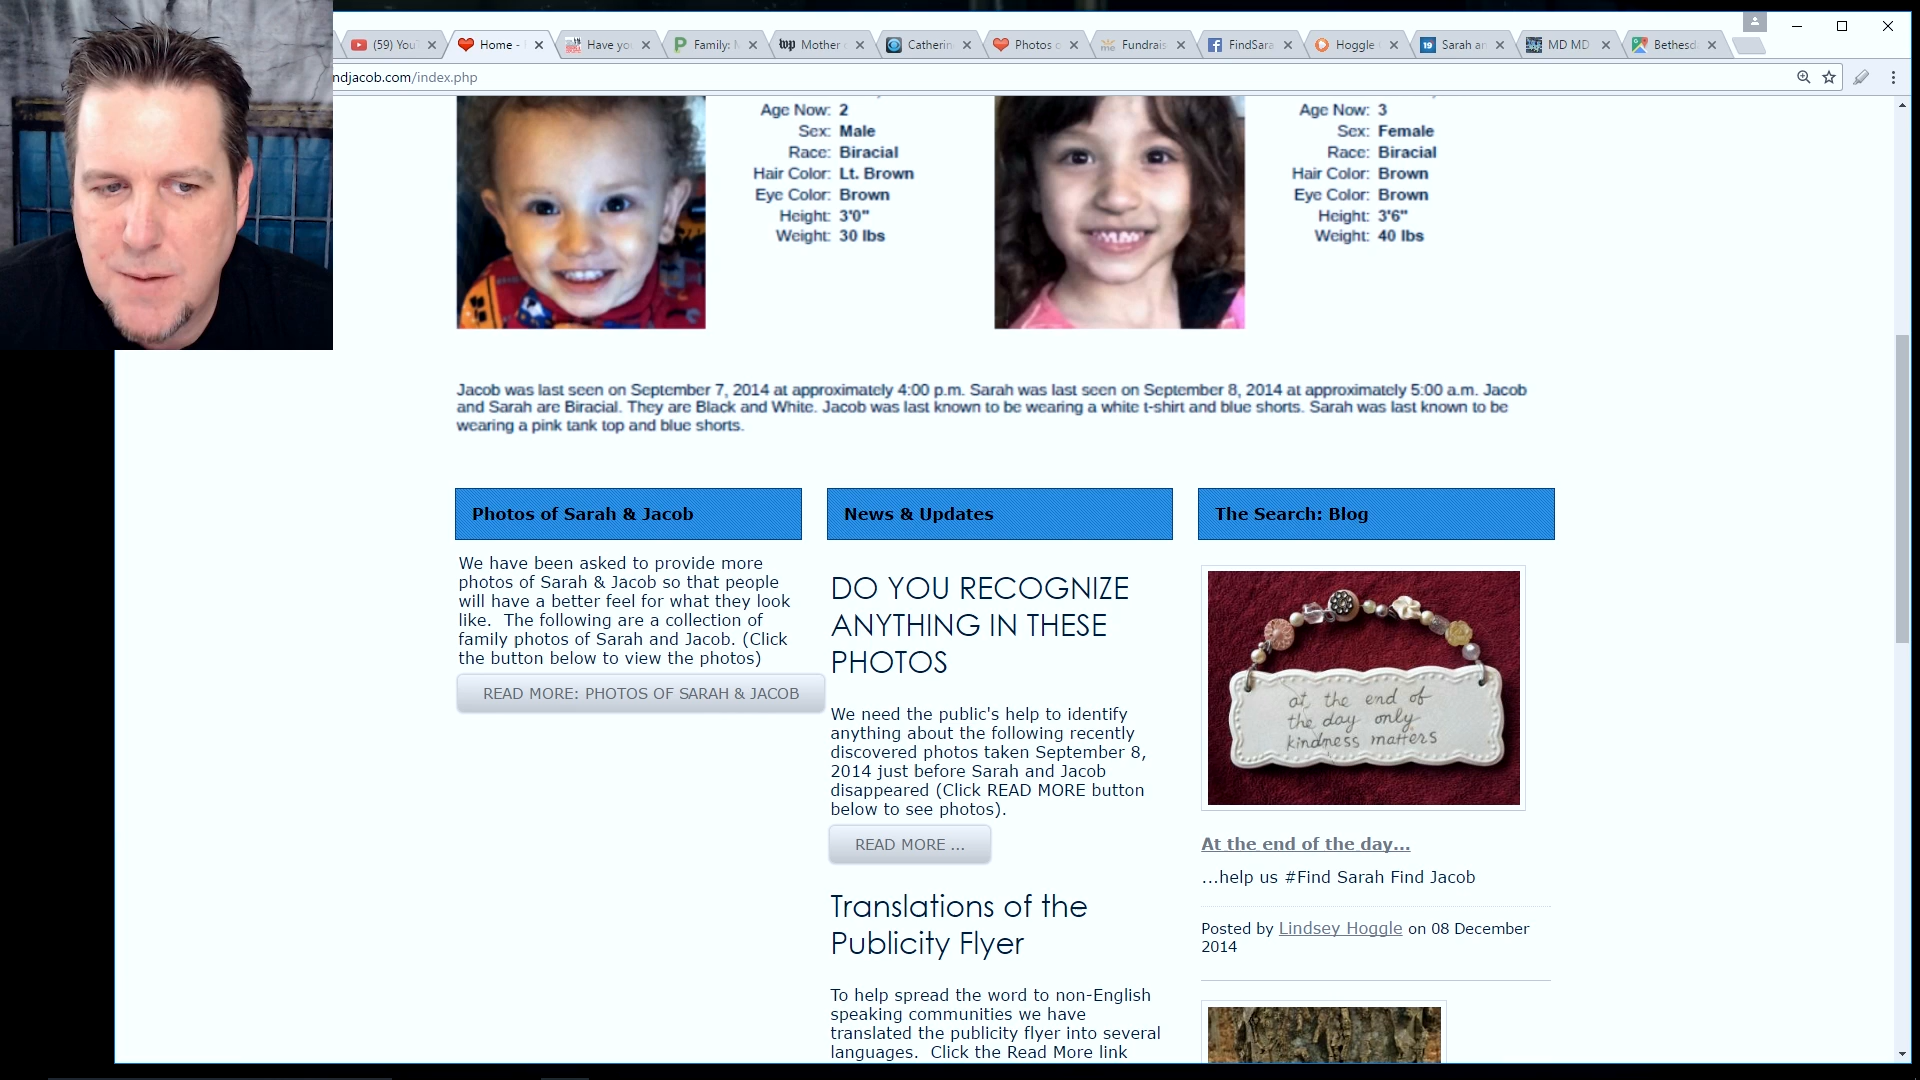 (59) You
Home -
Have you
Family: M
Mother
Catherin
Photos o
Fundrais
FindSara
Hoggle
Sarah an
MD MD
Bethesd
ndjacob.com/index.php
Age Now: 2
Sex: Male
Race: Biracial
Hair Color: Lt. Brown
Eye Color: Brown
Height: 3'0"
Weight: 30 lbs
Age Now: 3
Sex: Female
Race: Biracial
Hair Color: Brown
Eye Color: Brown
Height: 3'6"
Weight: 40 lbs
Jacob was last seen on September 7, 2014 at approximately 4:00 p.m. Sarah was last seen on September 8, 2014 at approximately 5:00 a.m. Jacob
and Sarah are Biracial. They are Black and White. Jacob was last known to be wearing a white t-shirt and blue shorts. Sarah was last known to be
wearing a pink tank top and blue shorts.
Photos of Sarah & Jacob
We have been asked to provide more
photos of Sarah & Jacob so that people
will have a better feel for what they look
like. The following are a collection of
family photos of Sarah and Jacob. (Click
the button below to view the photos)
READ MORE: PHOTOS OF SARAH & JACOB
News & Updates
DO YOU RECOGNIZE
ANYTHING IN THESE
PHOTOS
We need the public's help to identify
anything about the following recently
discovered photos taken September 8,
2014 just before Sarah and Jacob
disappeared (Click READ MORE button
below to see photos).
READ MORE ...
Translations of the
Publicity Flyer
To help spread the word to non-English
speaking communities we have
translated the publicity flyer into several
languages. Click the Read More link
The Search: Blog
at the end of
the day only
kindness matters
At the end of the day...
...help us #Find Sarah Find Jacob
Posted by Lindsey Hoggle on 08 December
2014